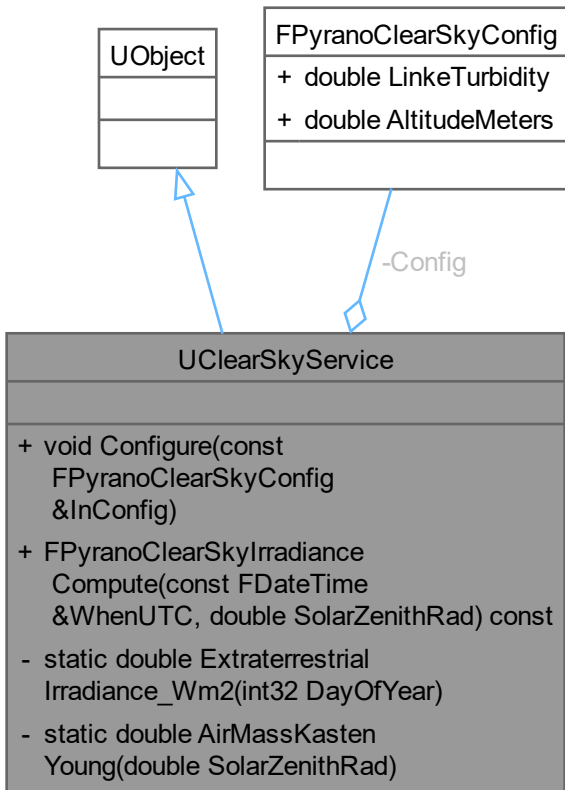 UObject
FPyranoClearSkyConfig
+ double LinkeTurbidity
+ double AltitudeMeters
-Config
UClearSkyService
+ void Configure(const
FPyranoClearSkyConfig
&InConfig)
+ FPyranoClearSkyIrradiance
Compute(const FDateTime
&WhenUTC, double SolarZenithRad) const
- static double Extraterrestrial
Irradiance_Wm2(int32 DayOfYear)
- static double AirMassKasten
Young(double SolarZenithRad)